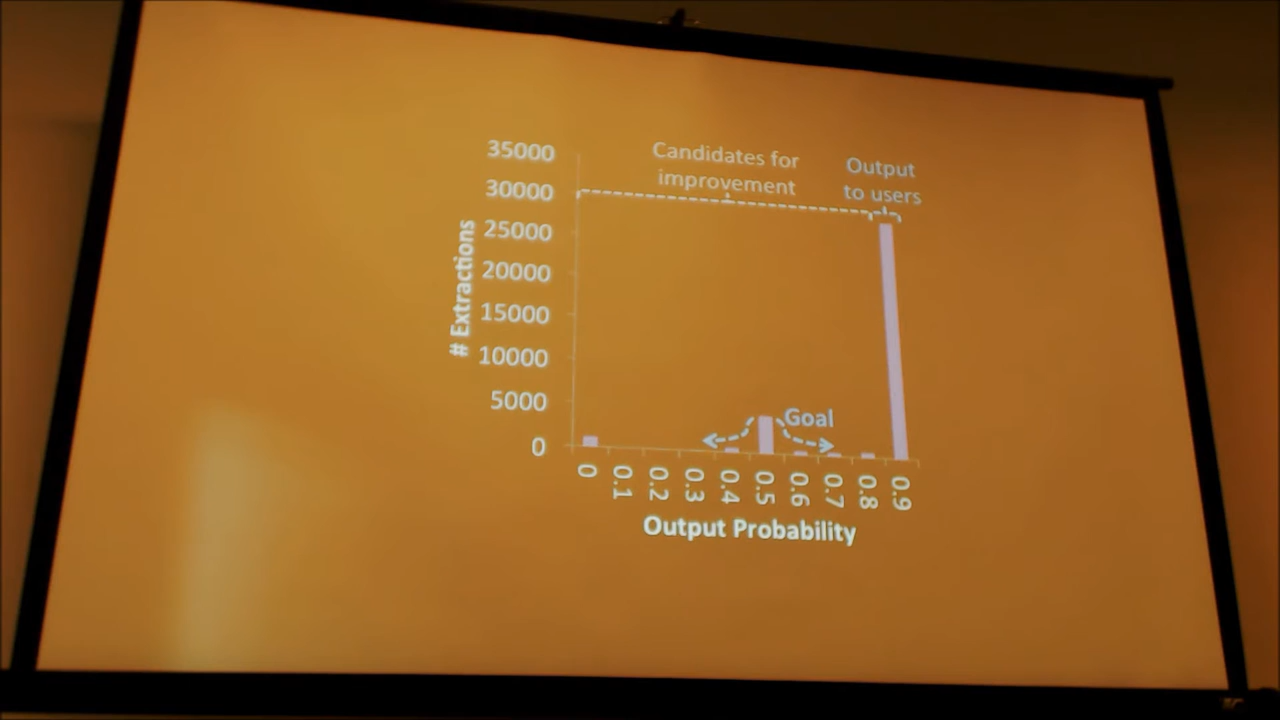 Candidates for
improvement
Output
to users
35000
30000
25000
20000
15000
10000
5000
0
# Extractions
Goal
0
0.1
0.2
0.3
0.4
0.5
0.6
0.7
0.8
0.9
Output Probability